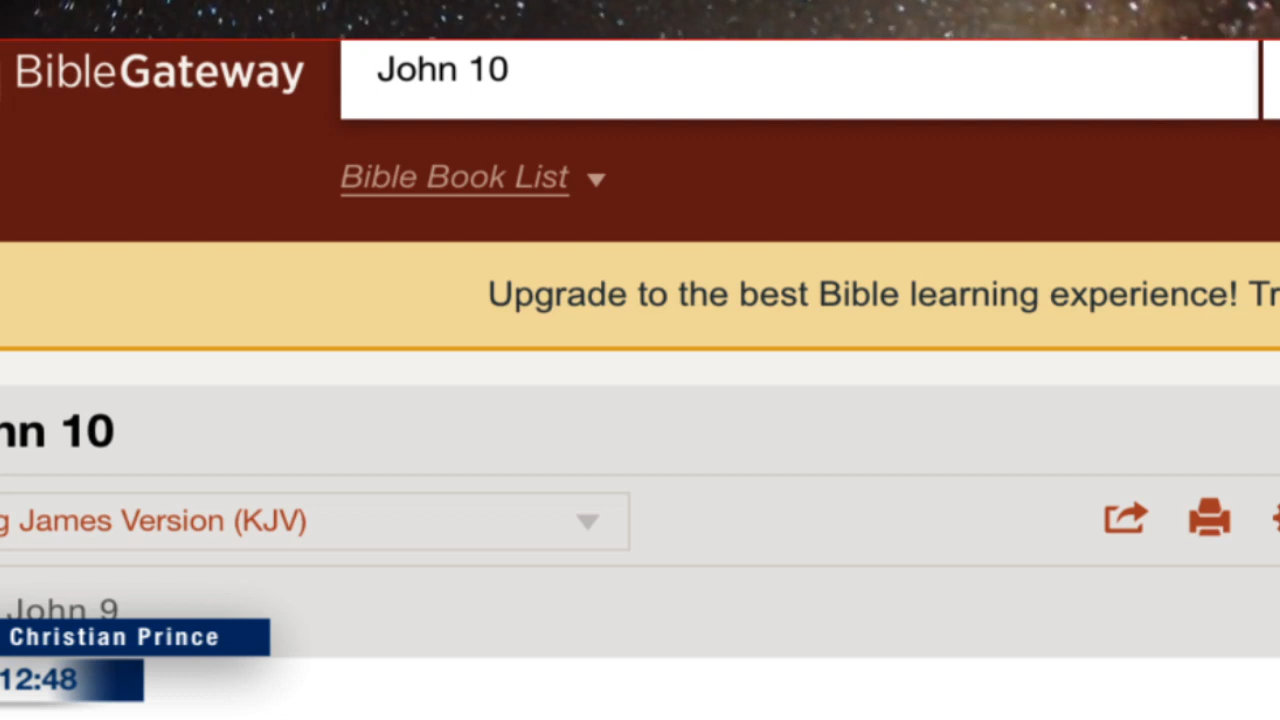 BibleGateway
John 10
Bible Book List
Upgrade to the best Bible learning experience! Tr
hn 10
g James Version (KJV)
John 9
Christian Prince
12:48